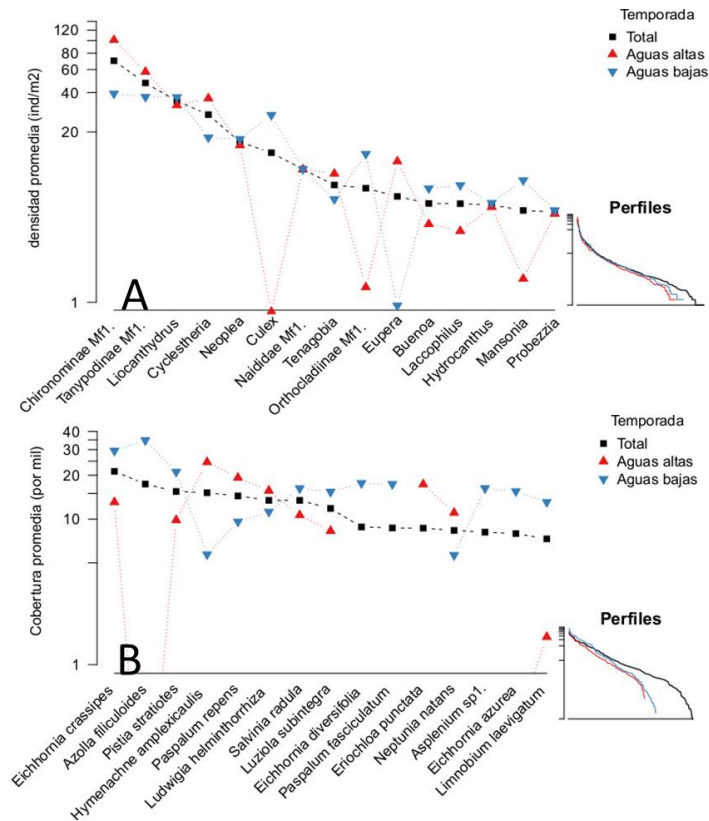 densidad promedia (ind/m2)
120
80
60
40
20
1
A
Temporada
Total
Aguas altas
Aguas bajas
Perfiles
Chironominae Mf1.
Tanypodinae Mf1.
Liocanthydrus
Cyclestheria
Neoplea
Culex
Naididae Mf1.
Tenagobia
Orthocladiinae Mf1.
Eupera
Buenoa
Laccophilus
Hydrocanthus
Mansonia
Probezzia
Cobertura promedia (por mil)
40
30
20
10
1
B
Temporada
Total
Aguas altas
Aguas bajas
Perfiles
Eichhornia crassipes
Azolla filiculoides
Pistia stratiotes
Hymenachne amplexicaulis
Paspalum repens
Ludwigia helminthorrhiza
Salvinia radula
Luziola subintegra
Eichhornia diversifolia
Paspalum fasciculatum
Eriochloa punctata
Neptunia natans
Asplenium sp1.
Eichhornia azurea
Limnobium laevigatum